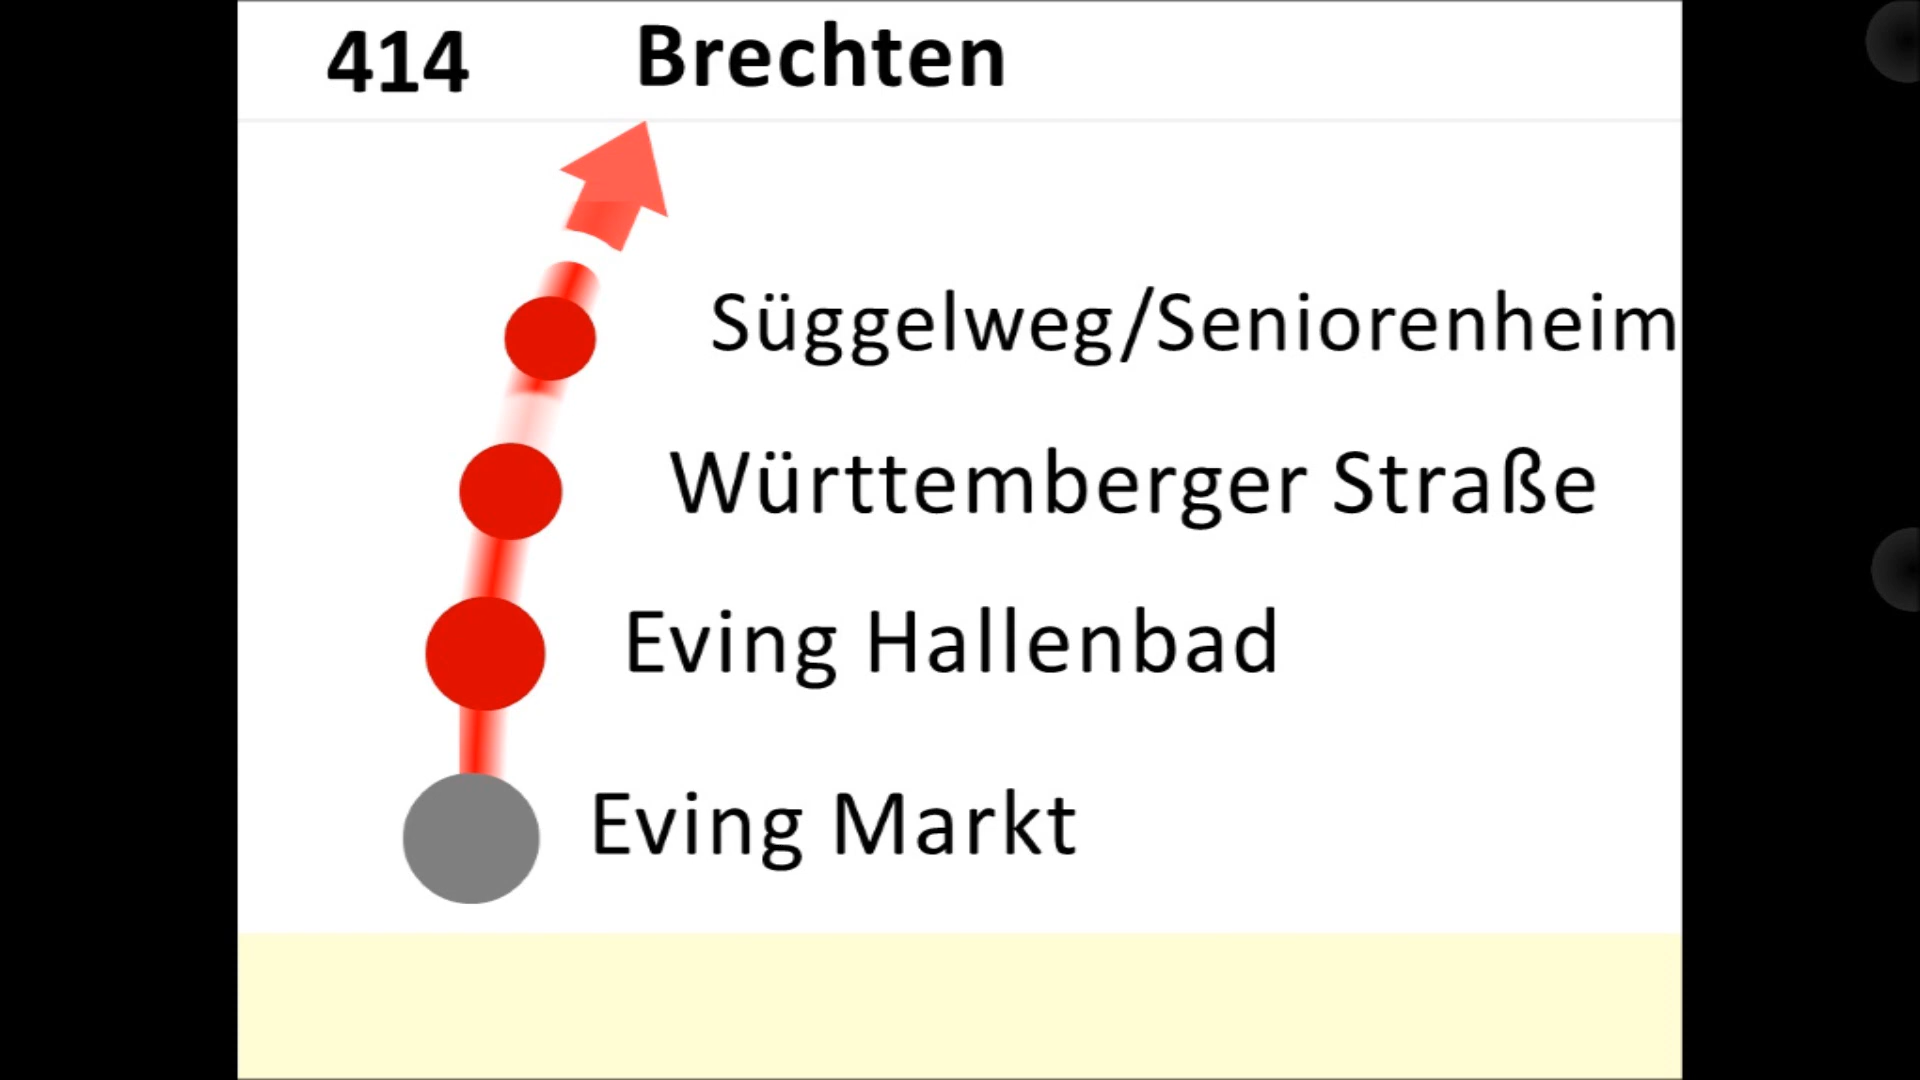 414 Brechten
Süggelweg/Seniorenheim
Württemberger Straße
Eving Hallenbad
Eving Markt